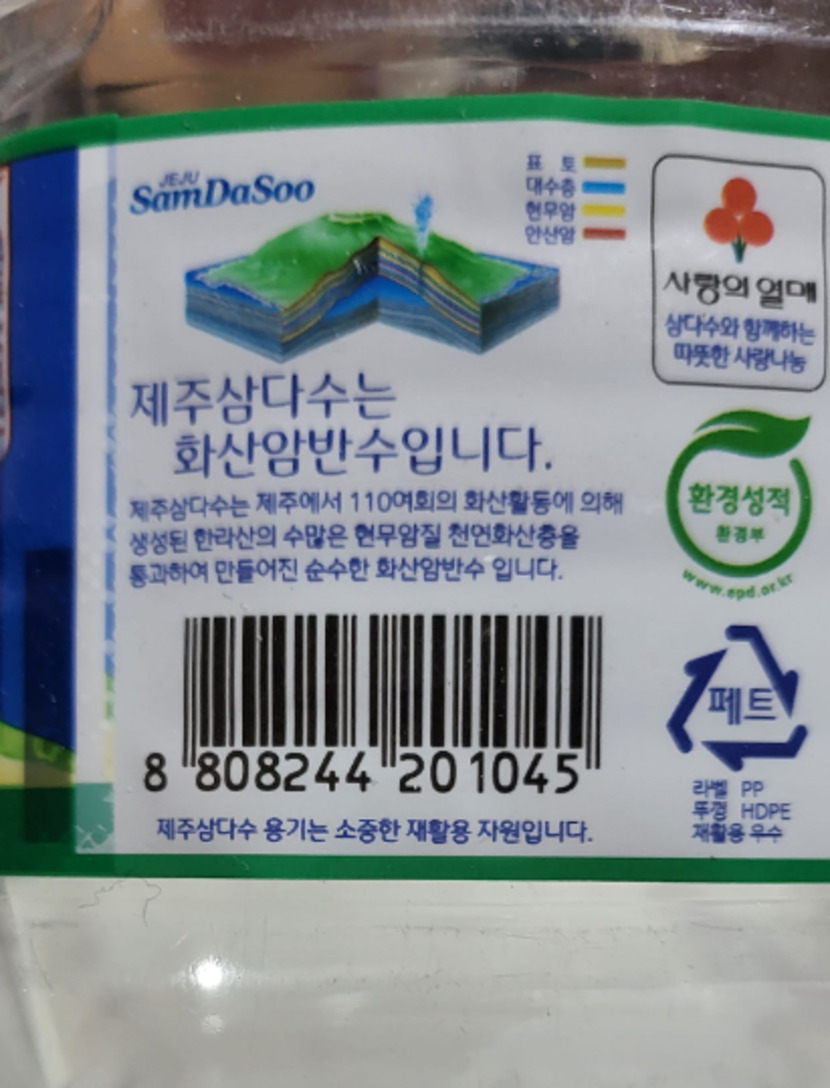 JEJU
SamDaSoo
표 토
대수층
현무암
안산암
제주삼다수는
화산암반수입니다.
제주삼다수는 제주에서 110여회의 화산활동에 의해
생성된 한라산의 수많은 현무암질 천연화산층을
통과하여 만들어진 순수한 화산암반수 입니다.
8 808244 201045
제주삼다수 용기는 소중한 재활용 자원입니다.
사랑의 열매
삼다수와 함께하는
따뜻한 사랑나눔
환경성적
환경부
www.epd.or.kr
페트
라벨 PP
뚜껑 HDPE
재활용 우수